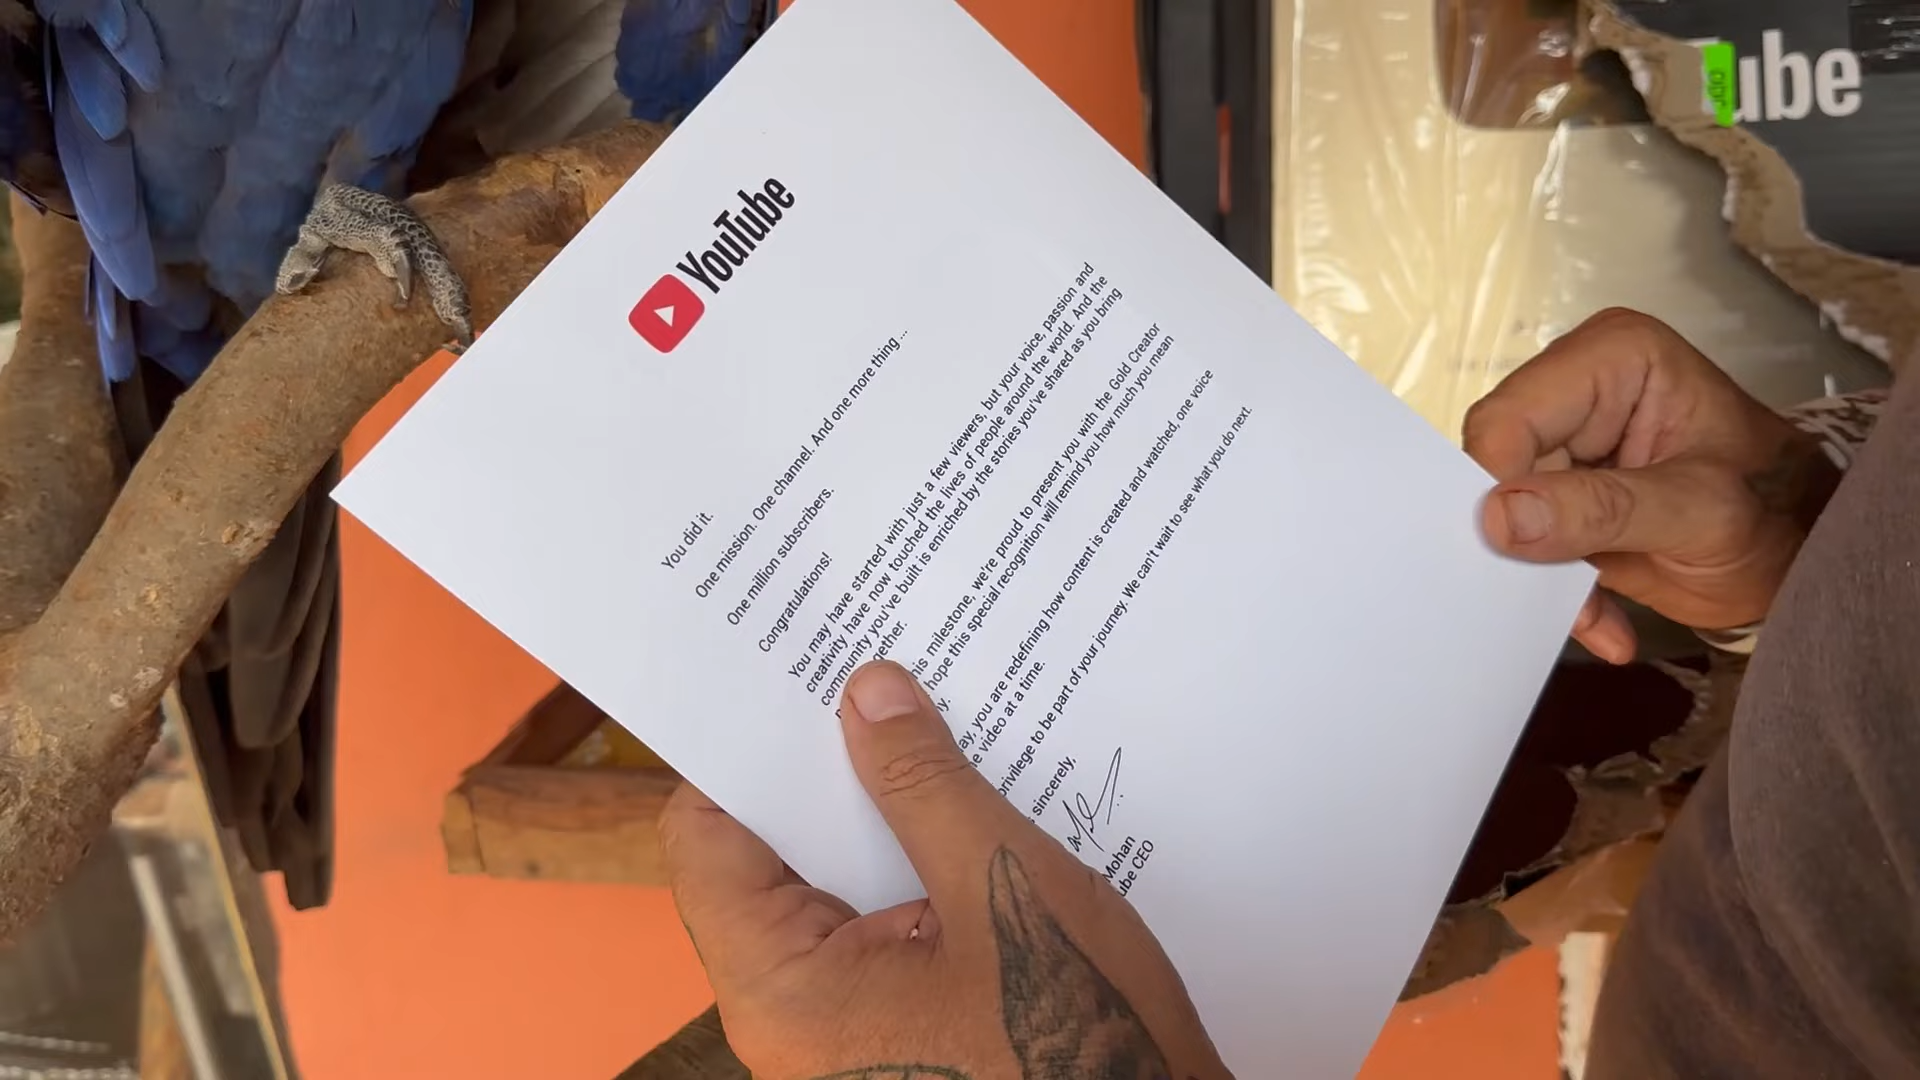 YouTube
You did it.
One mission. One channel. And one more thing ...
One million subscribers.
Congratulations!
You may have started with just a few viewers, but your voice, passion and
creativity have now touched the lives of people around the world. And the
community you've built is enriched by the stories you've shared as you bring
gether.
his milestone, we're proud to present you with the Gold Creator
hope this special recognition will remind you how much you mean
ly.
ay, you are redefining how content is created and watched, one voice
ne video at a time.
privilege to be part of your journey. We can't wait to see what you do next.
sincerely,
Mohan
ube CEO
ube